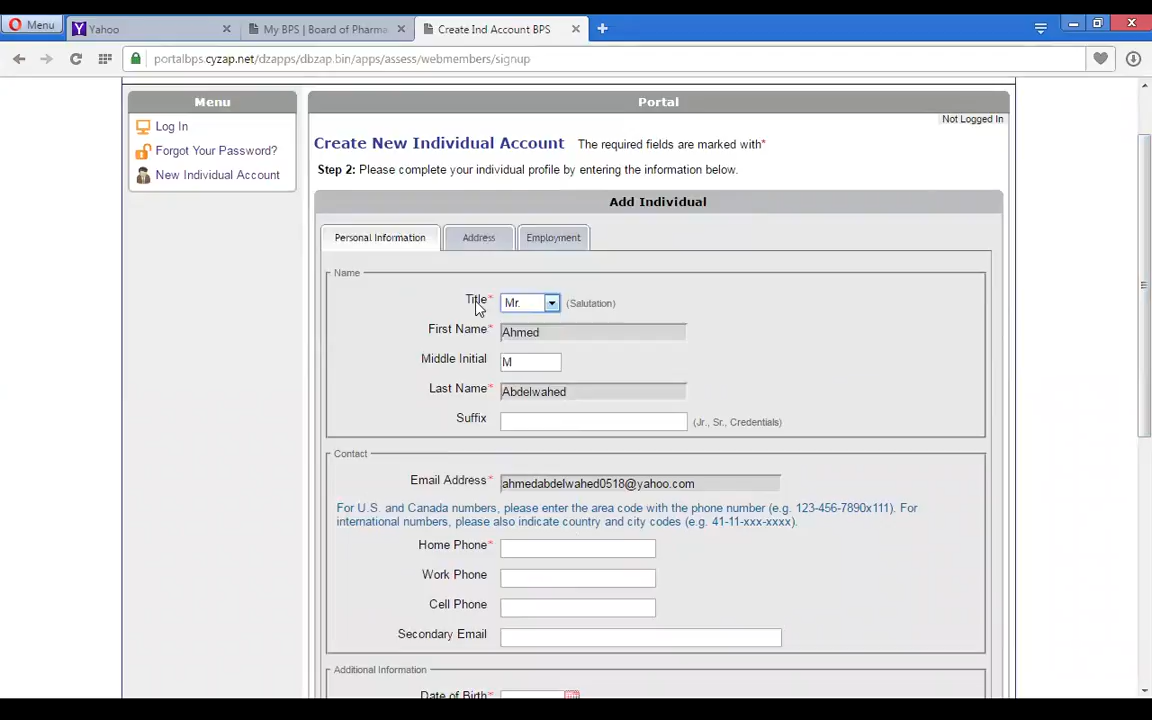 Menu
Yahoo
My BPS | Board of Pharma
Create Ind Account BPS
portalbps.cyzap.net/dzapps/dbzap.bin/apps/assess/webmembers/signup
Menu
Log In
Forgot Your Password?
New Individual Account
Portal
Not Logged In
Create New Individual Account The required fields are marked with*
Step 2: Please complete your individual profile by entering the information below.
Add Individual
Personal Information Address Employment
Name
Title* Mr. (Salutation)
First Name* Ahmed
Middle Initial M
Last Name* Abdelwahed
Suffix (Jr., Sr., Credentials)
Contact
Email Address* ahmedabdelwahed0518@yahoo.com
For U.S. and Canada numbers, please enter the area code with the phone number (e.g. 123-456-7890x111). For
international numbers, please also indicate country and city codes (e.g. 41-11-xxx-xxxx).
Home Phone*
Work Phone
Cell Phone
Secondary Email
Additional Information
Date of Birth*